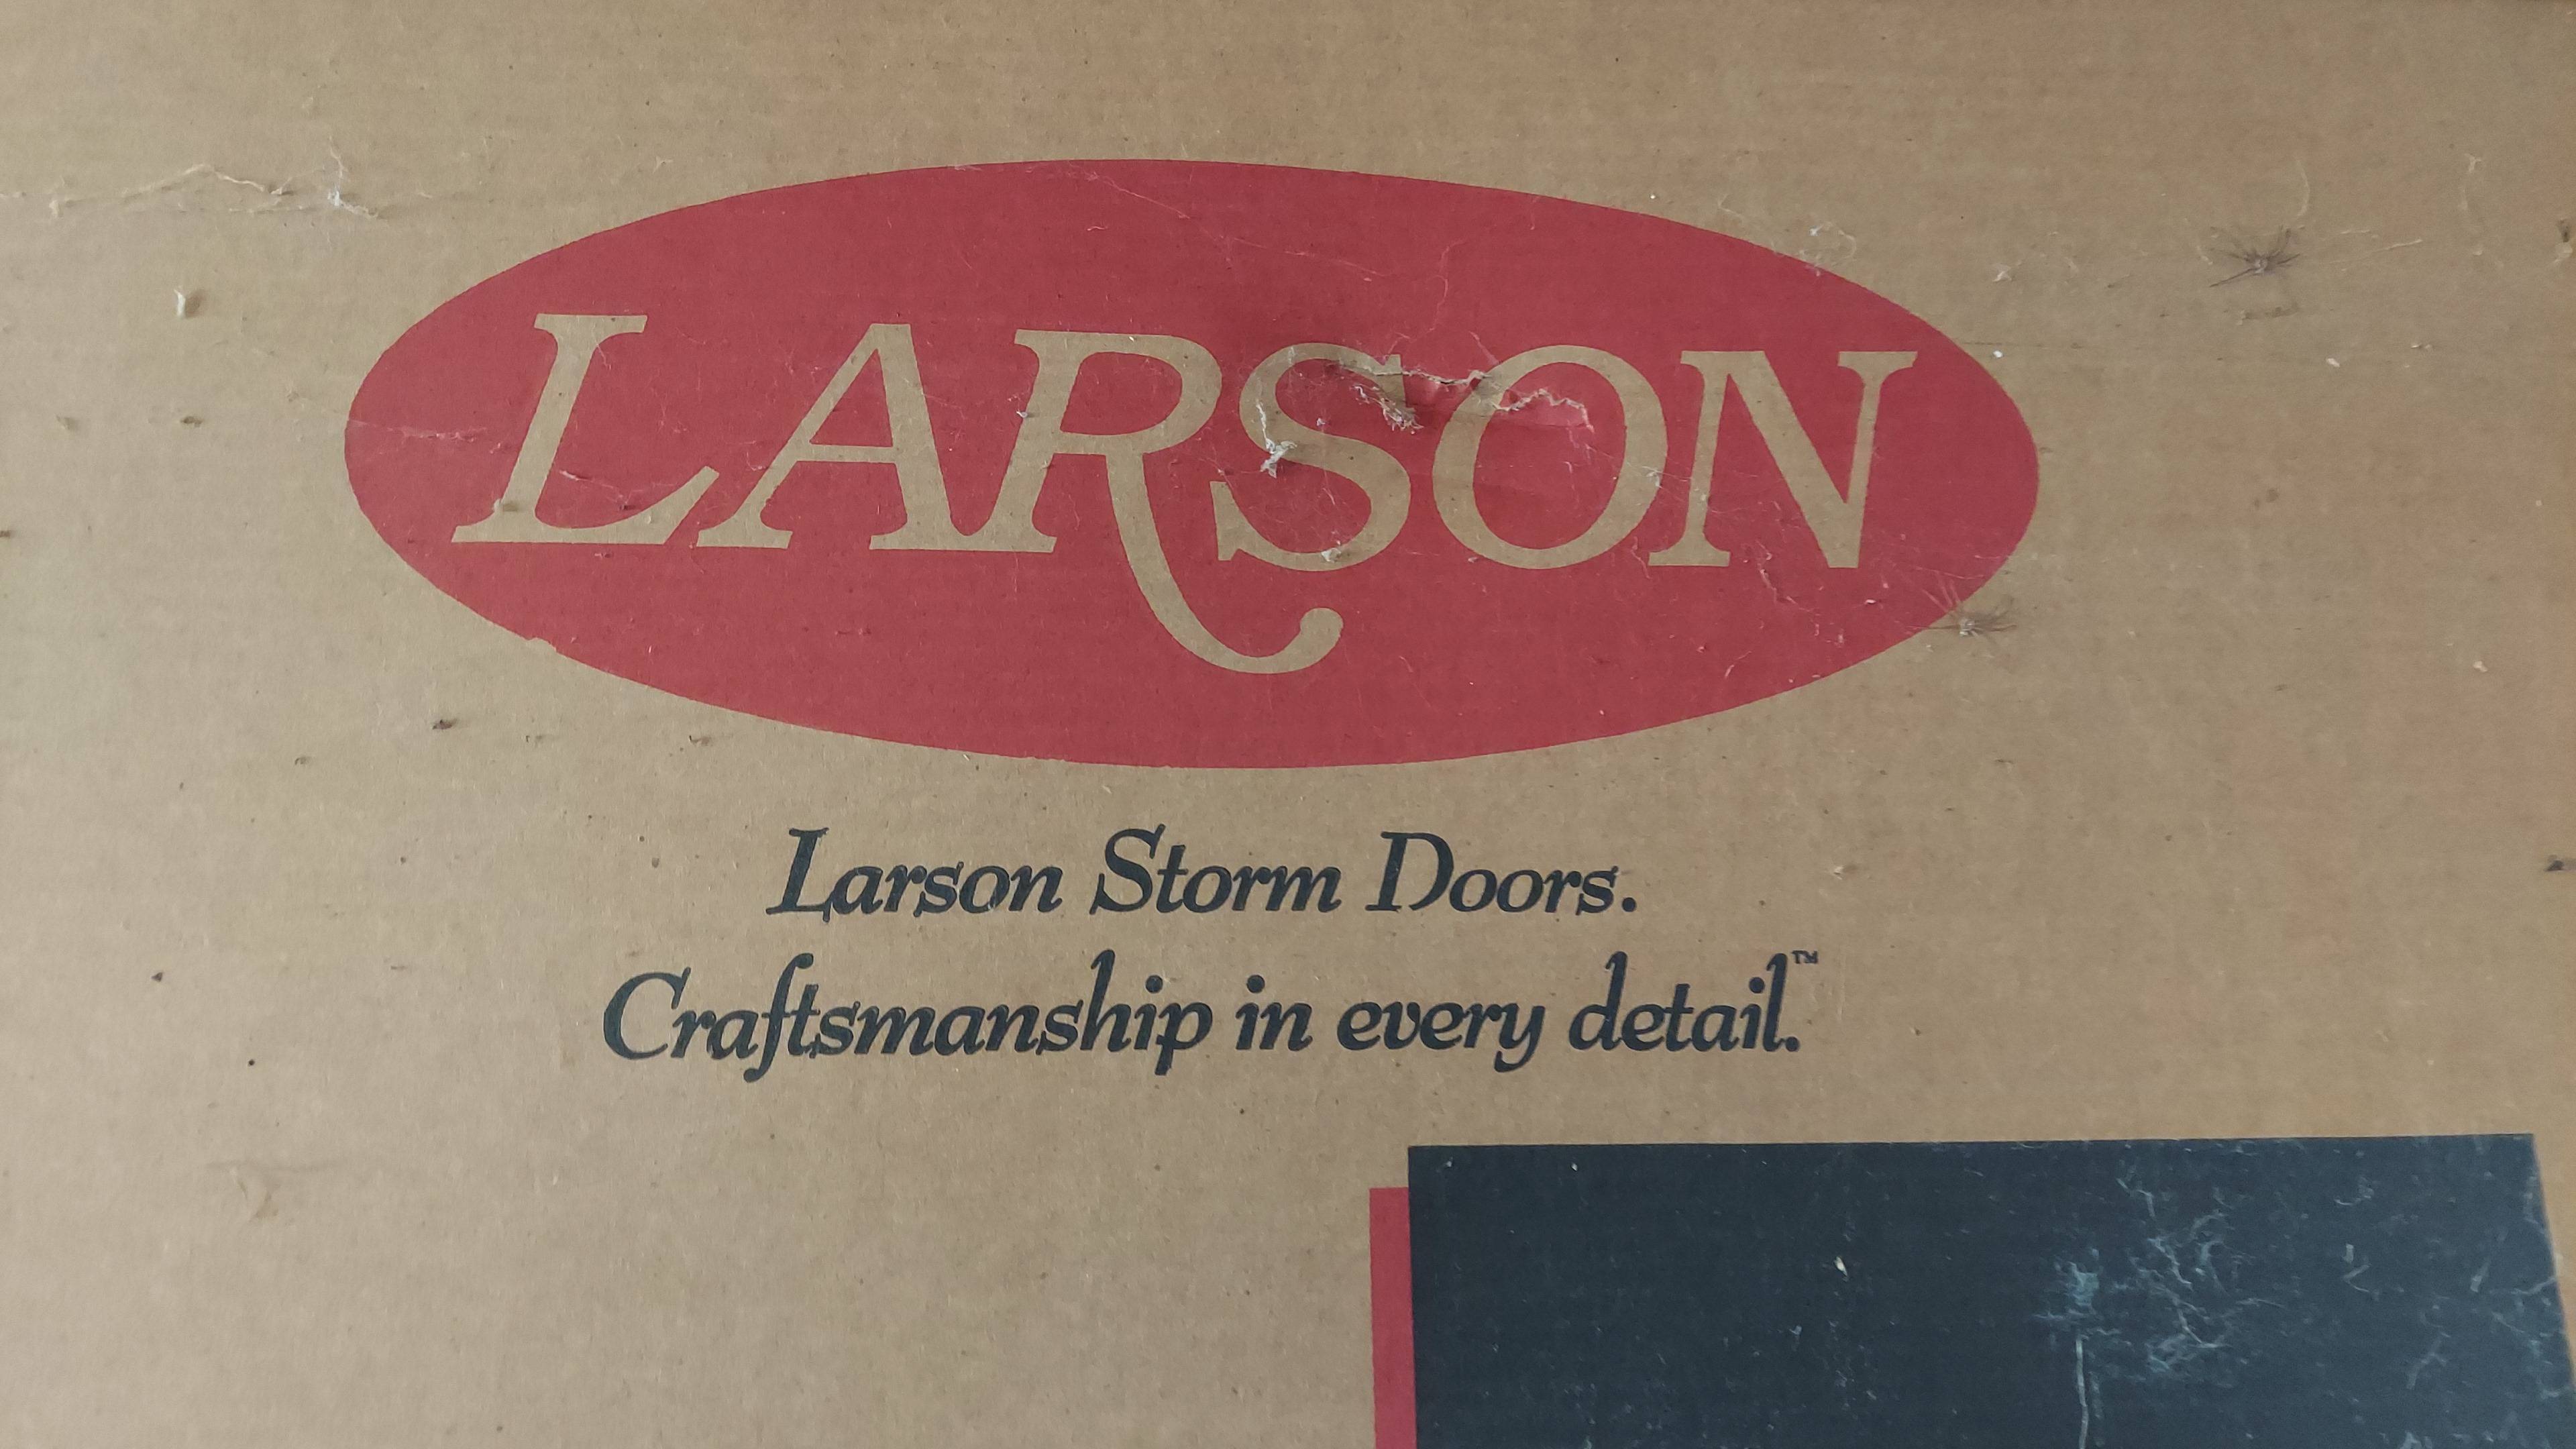 LARSON
Larson Storm Doors.
Craftsmanship in every detail.™